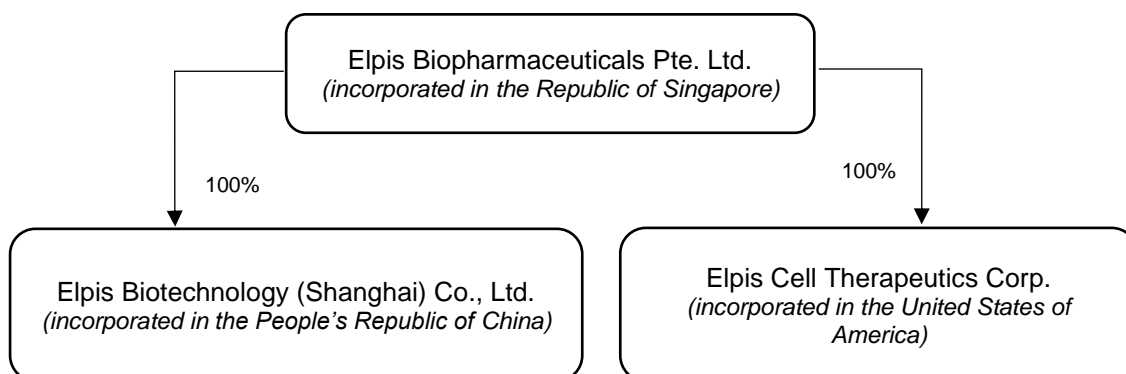 Elpis Biopharmaceuticals Pte. Ltd.
(incorporated in the Republic of Singapore)
100%
100%
Elpis Biotechnology (Shanghai) Co., Ltd.
(incorporated in the People’s Republic of China)
Elpis Cell Therapeutics Corp.
(incorporated in the United States of
America)